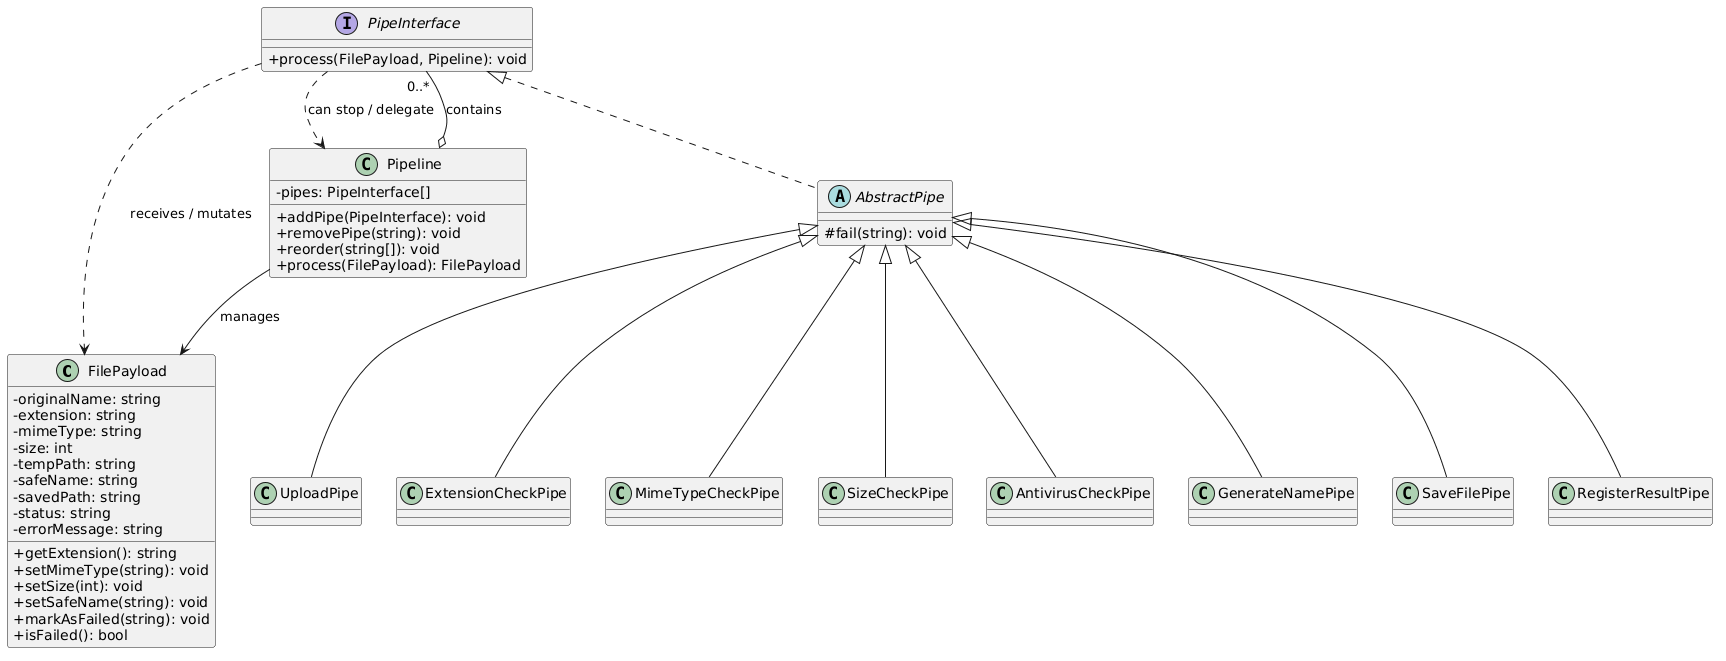 I PipeInterface
+process(FilePayload, Pipeline): void
0..*
can stop / delegate
contains
C Pipeline
-pipes: PipeInterface[]
+addPipe(PipeInterface): void
+removePipe(string): void
+reorder(string[]): void
+process(FilePayload): FilePayload
A AbstractPipe
#fail(string): void
receives / mutates
manages
C FilePayload
-originalName: string
-extension: string
-mimeType: string
-size: int
-tempPath: string
-safeName: string
-savedPath: string
-status: string
-errorMessage: string
+getExtension(): string
+setMimeType(string): void
+setSize(int): void
+setSafeName(string): void
+markAsFailed(string): void
+isFailed(): bool
C UploadPipe
C ExtensionCheckPipe
C MimeTypeCheckPipe
C SizeCheckPipe
C AntivirusCheckPipe
C GenerateNamePipe
C SaveFilePipe
C RegisterResultPipe